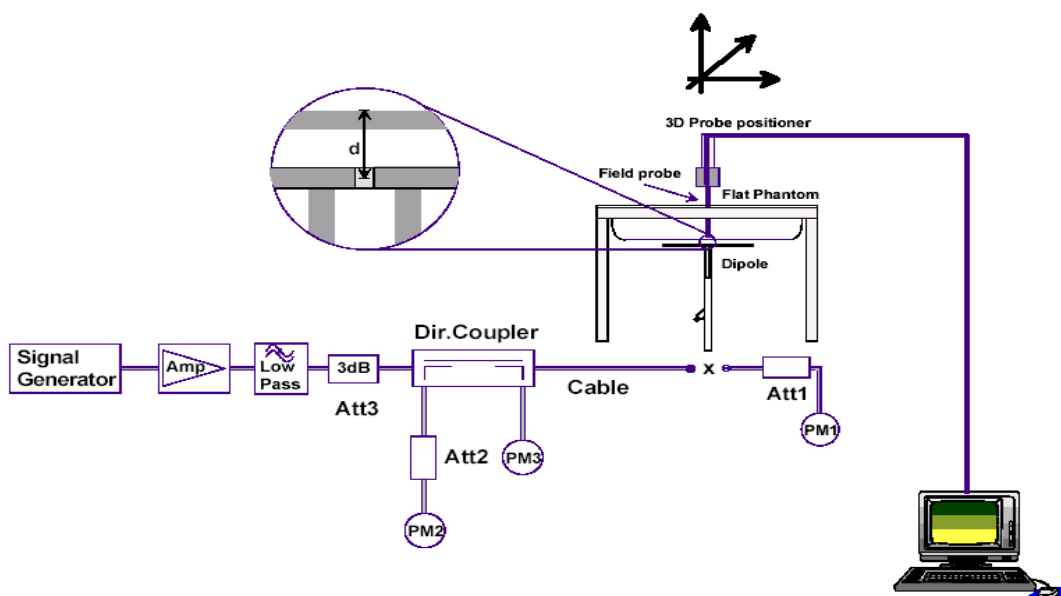 3D Probe positioner
d
Field probe
Flat Phantom
Dipole
Dir.Coupler
Signal
Generator
Amp
Low
Pass
3dB
Att3
Cable
x
Att1
PM1
Att2
PM3
PM2